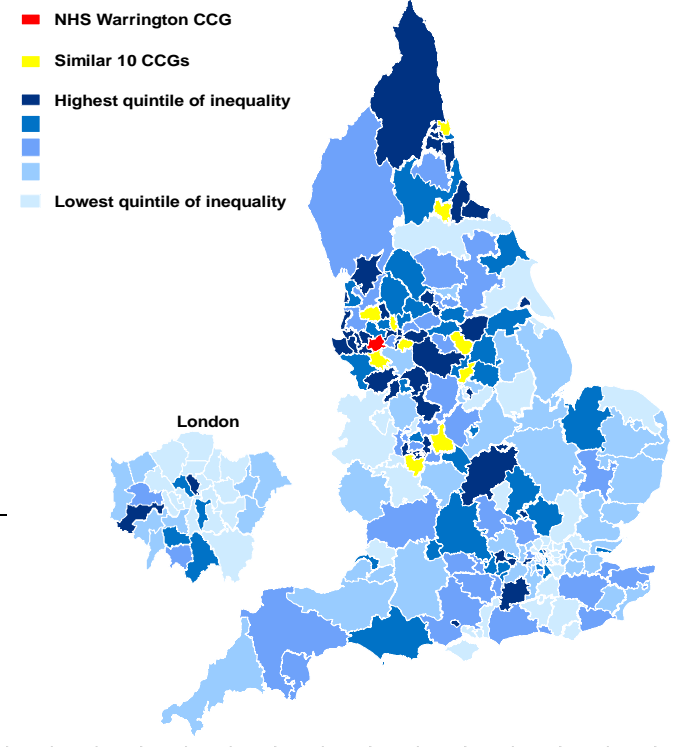 NHS Warrington CCG
Similar 10 CCGs
Highest quintile of inequality
Lowest quintile of inequality
London